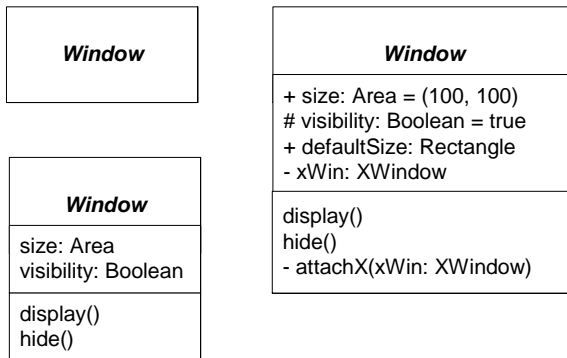 Window
Window
size: Area
visibility: Boolean
display()
hide()
Window
+ size: Area = (100, 100)
# visibility: Boolean = true
+ defaultSize: Rectangle
- xWin: XWindow
display()
hide()
- attachX(xWin: XWindow)